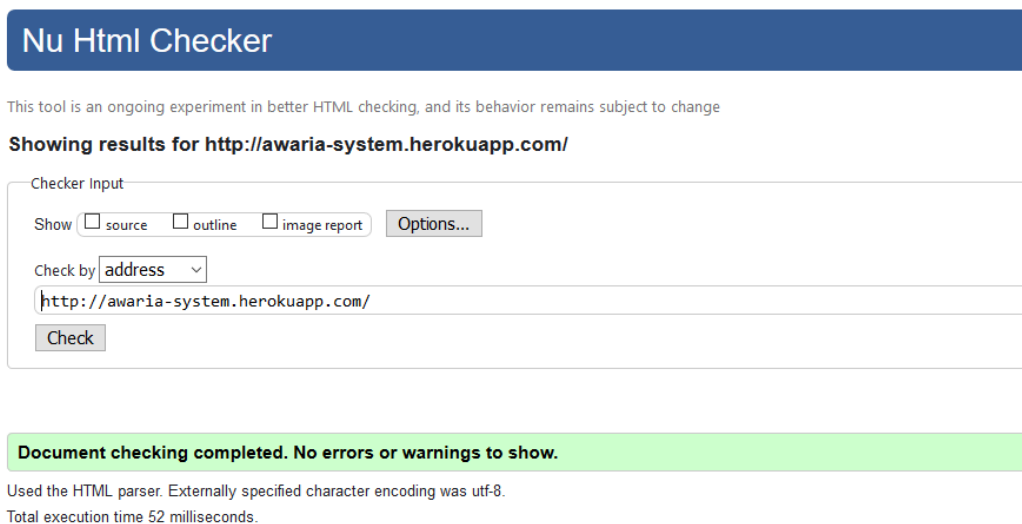 Nu Html Checker
This tool is an ongoing experiment in better HTML checking, and its behavior remains subject to change
Showing results for http://awaria-system.herokuapp.com/
Checker Input
Show source outline image report Options...
Check by address
http://awaria-system.herokuapp.com/
Check
Document checking completed. No errors or warnings to show.
Used the HTML parser. Externally specified character encoding was utf-8.
Total execution time 52 milliseconds.